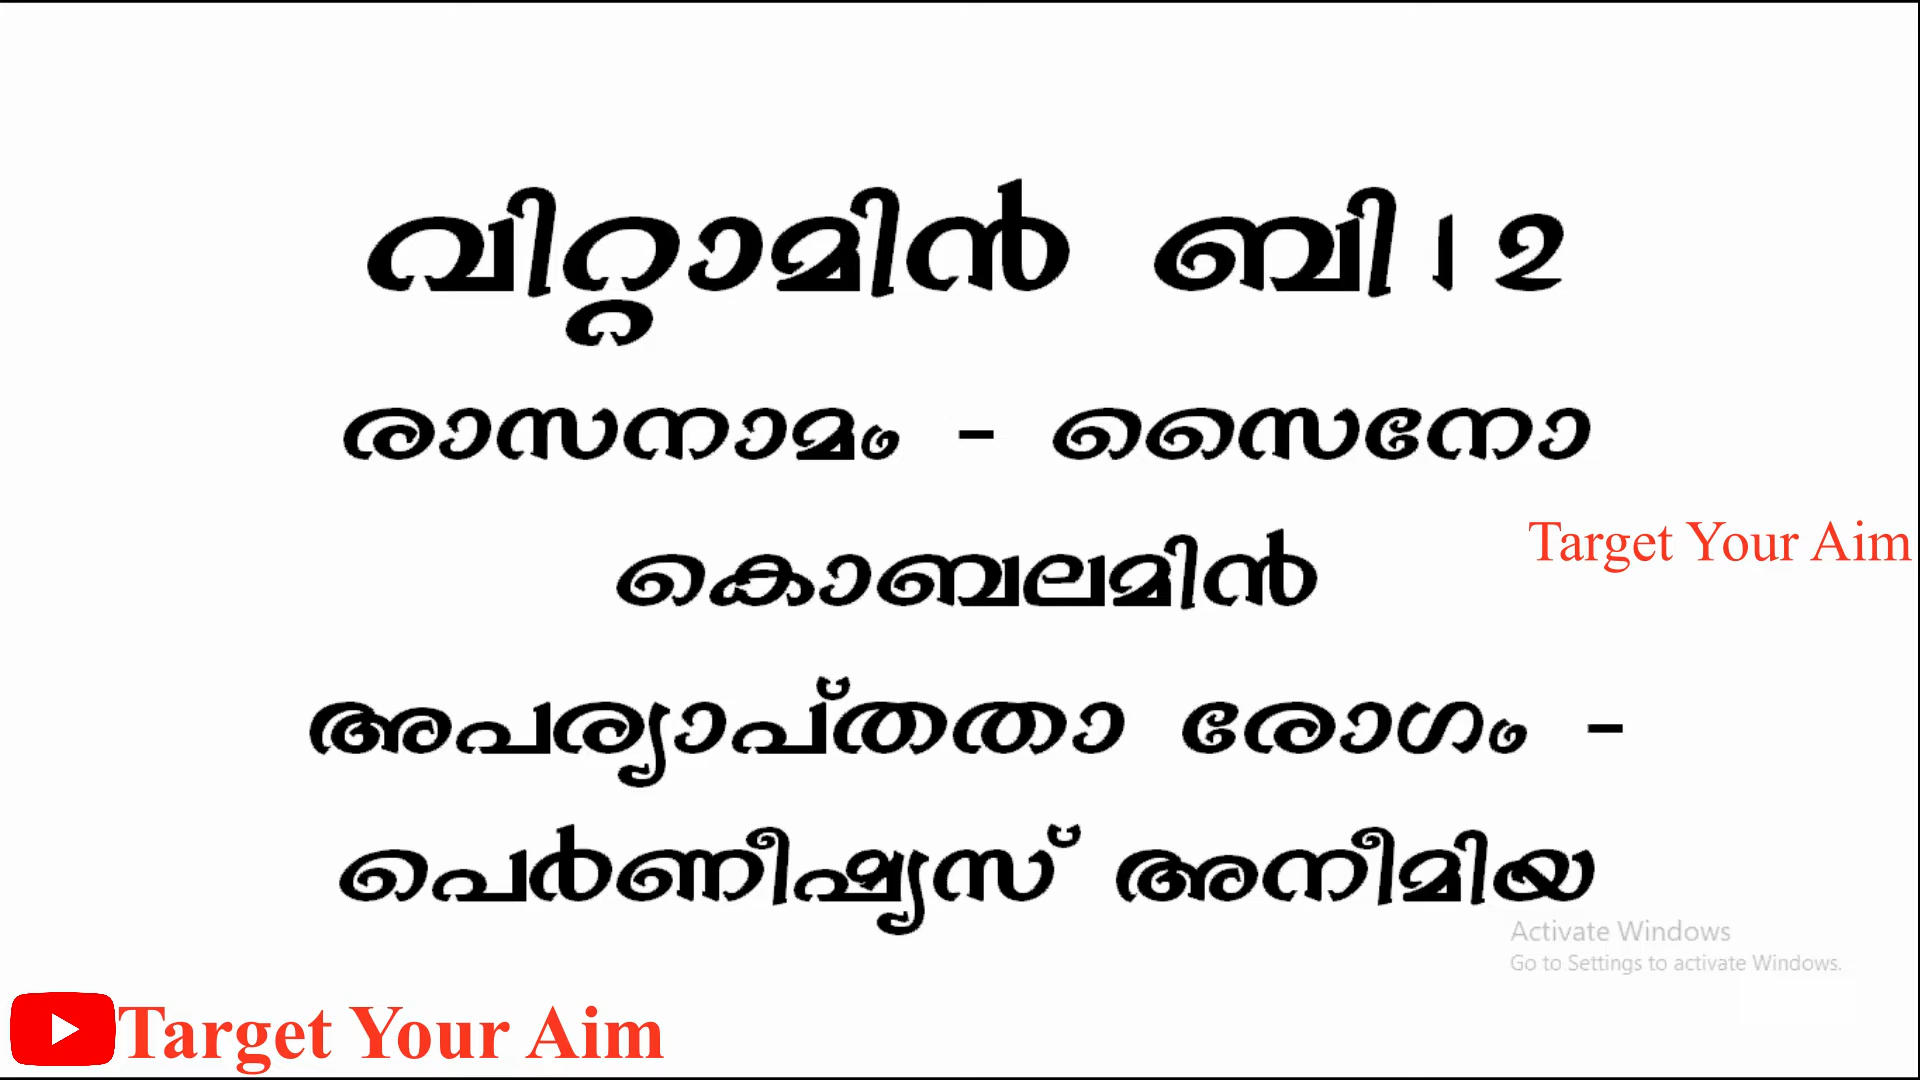 വിറ്റാമിൻ ബി12
രാസനാമം - സൈനോ
കൊബലമിൻ
Target Your Aim
അപര്യാപ്തതാ രോഗം -
പെർണീഷ്യസ് അനീമിയ
Activate Windows
Go to Settings to activate Windows.
Target Your Aim